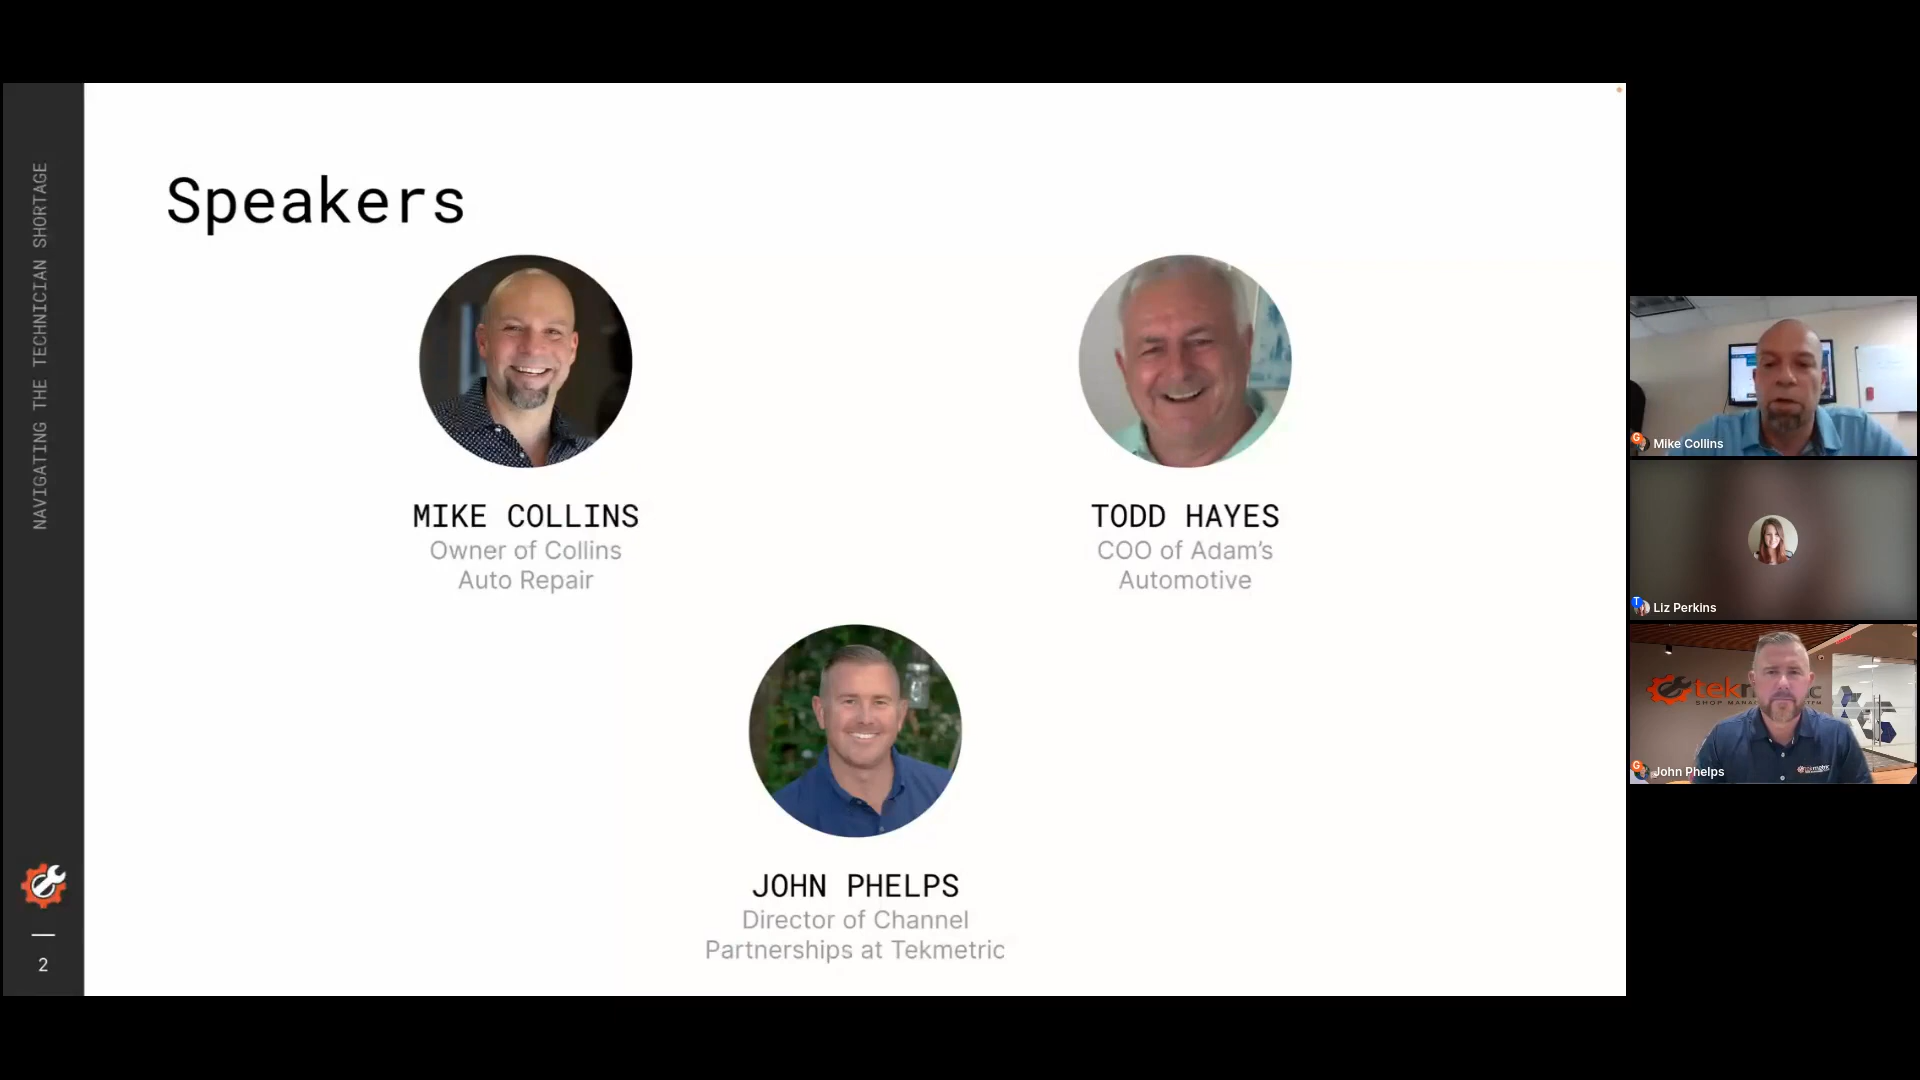 NAVIGATING THE TECHNICIAN SHORTAGE
Speakers
MIKE COLLINS
Owner of Collins
Auto Repair
TODD HAYES
COO of Adam's
Automotive
JOHN PHELPS
Director of Channel
Partnerships at Tekmetric
2
Mike Collins
Liz Perkins
John Phelps